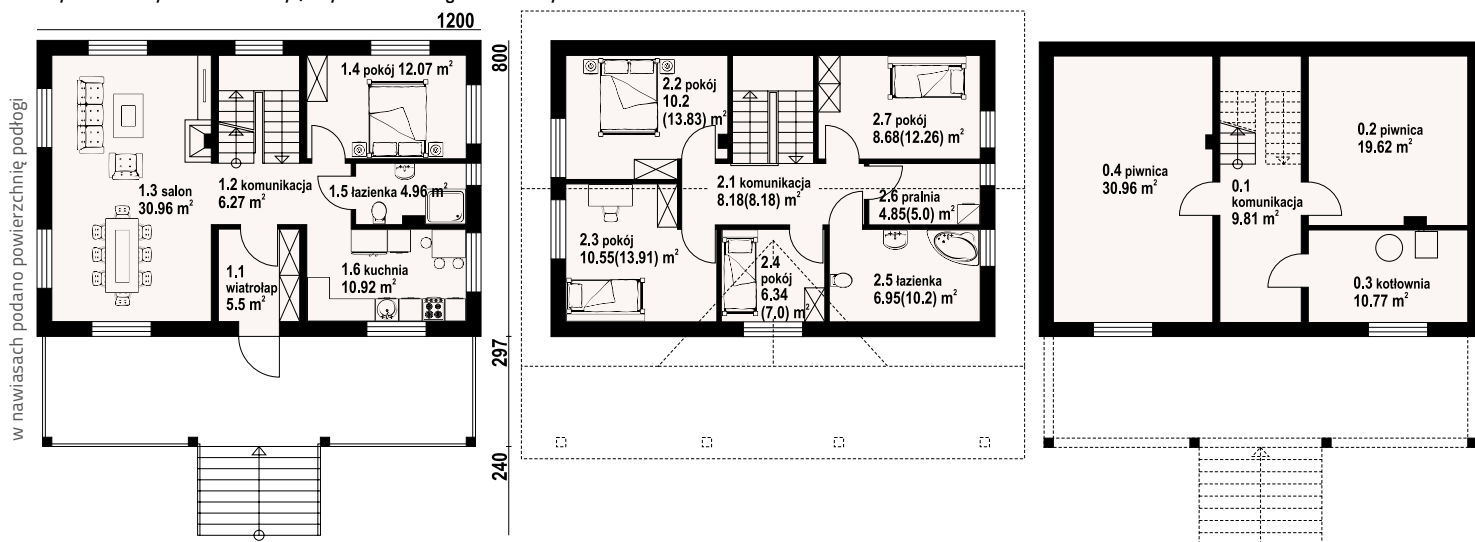 1200
800
297
240
w nawiasach podano powierzchnię podłogi
1.4 pokój 12.07 m²
1.3 salon
30.96 m²
1.2 komunikacja
6.27 m²
1.5 łazienka 4.96 m²
1.1
wiatrołap
5.5 m²
1.6 kuchnia
10.92 m²
2.2 pokój
10.2
(13.83) m²
2.7 pokój
8.68(12.26) m²
2.1 komunikacja
8.18(8.18) m²
2.6 pralnia
4.85(5.0) m²
2.3 pokój
10.55(13.91) m²
2.4
pokój
6.34
(7.0) m²
2.5 łazienka
6.95(10.2) m²
0.4 piwnica
30.96 m²
0.1
komunikacja
9.81 m²
0.2 piwnica
19.62 m²
0.3 kotłownia
10.77 m²